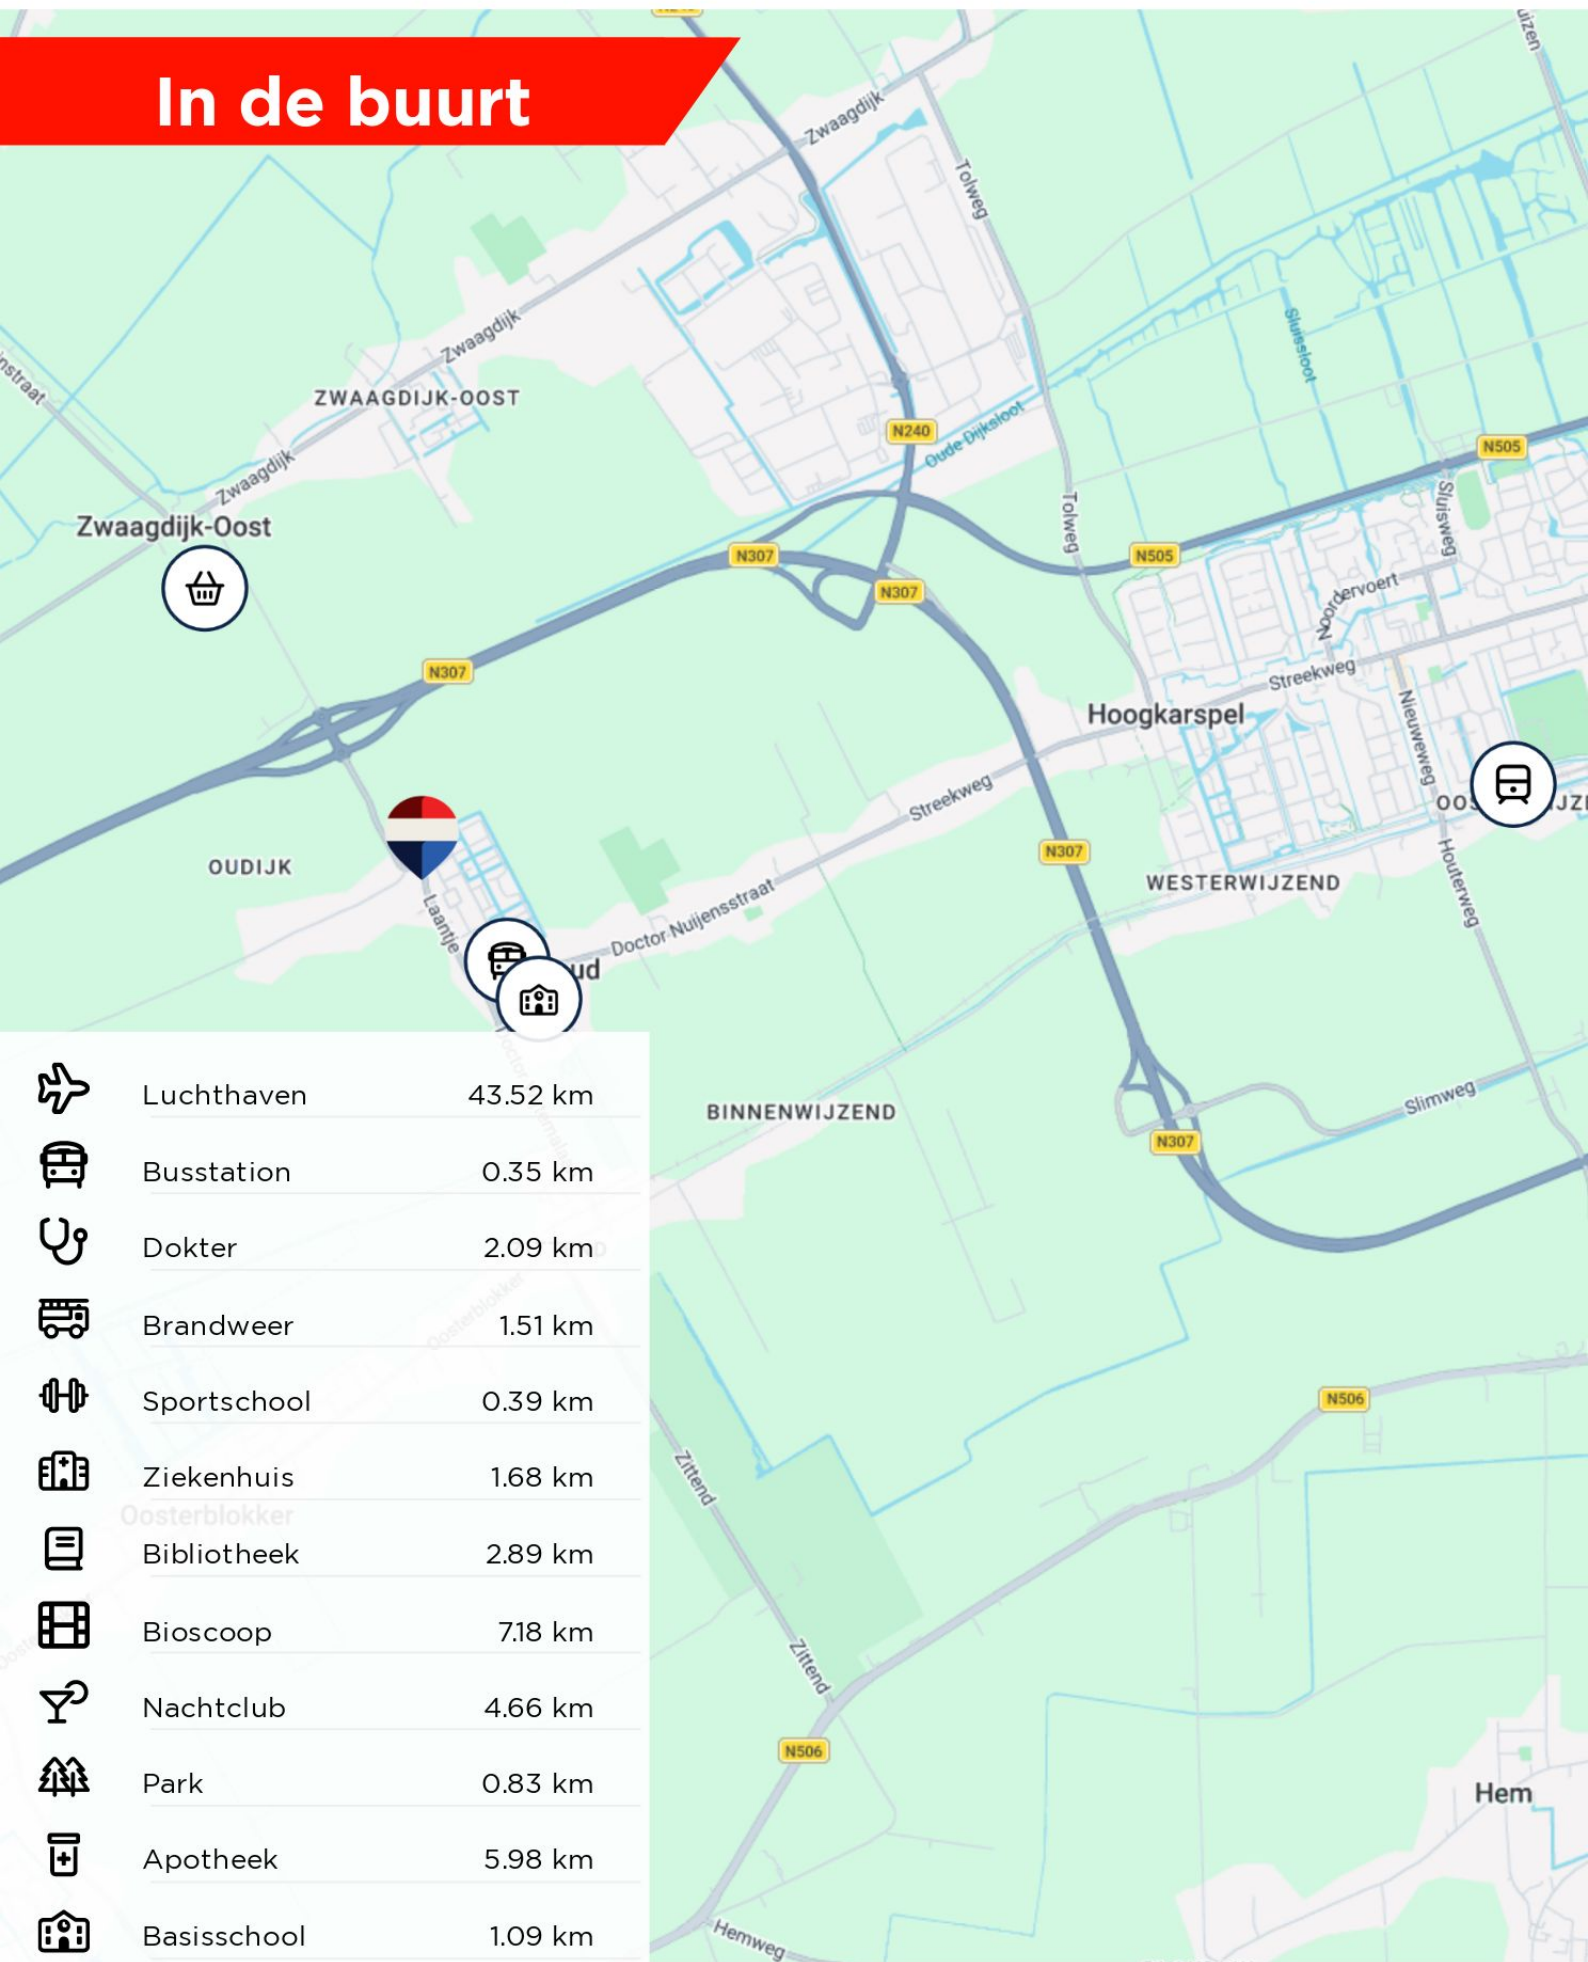 In de buurt
Zwaagdijk
Tolweg
Zwaagdijk
ZWAAGDIJK-OOST
Sluissloot
N240
Oude Dijksloot
N505
Zwaagdijk
Sluisweg
Tolweg
Zwaagdijk-Oost
N307
N505
N307
Noordervoert
N307
Streekweg
Hoogkarspel
Nieuweweg
Streekweg
N307
OUDIJK
WESTERWIJZEND
Houterweg
Laantje
Doctor Nuijensstraat
Slimweg
BINNENWIJZEND
N307
Luchthaven 43.52 km
Busstation 0.35 km
Dokter 2.09 km
Brandweer 1.51 km
Oosterblokker
Sportschool 0.39 km
N506
Ziekenhuis 1.68 km
Zittend
Oosterblokker
Bibliotheek 2.89 km
Bioscoop 7.18 km
Zittend
Nachtclub 4.66 km
N506
Park 0.83 km
Hem
Apotheek 5.98 km
Basisschool 1.09 km
Hemweg